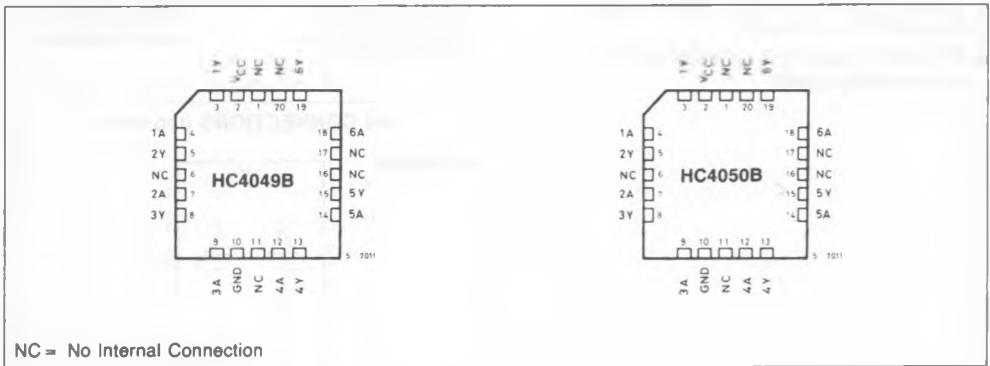 1Y VCC NC NC 6Y
3 2 1 20 19
1A 4 18 6A
2Y 5 17 NC
NC 6 16 NC
HC4049B
2A 7 15 5Y
3Y 8 14 5A
9 10 11 12 13
S 7011
3A GND NC 4A 4Y
1Y VCC NC NC 6Y
3 2 1 20 19
1A 4 18 6A
2Y 5 17 NC
NC 6 16 NC
HC4050B
2A 7 15 5Y
3Y 8 14 5A
9 10 11 12 13
S 7011
3A GND NC 4A 4Y
NC = No Internal Connection